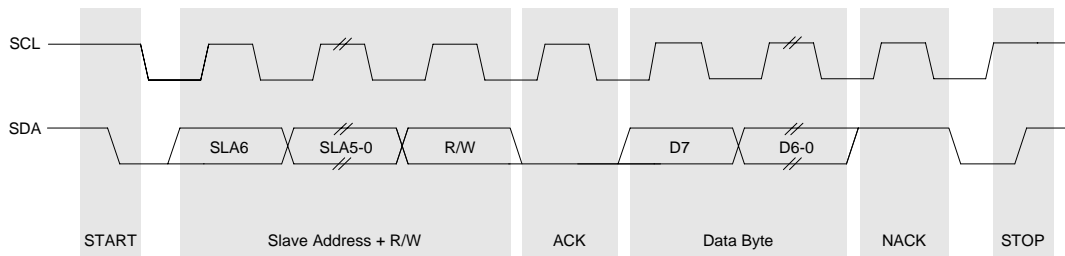 SCL
SDA
SLA6 SLA5-0 R/W D7 D6-0
START Slave Address + R/W ACK Data Byte NACK STOP